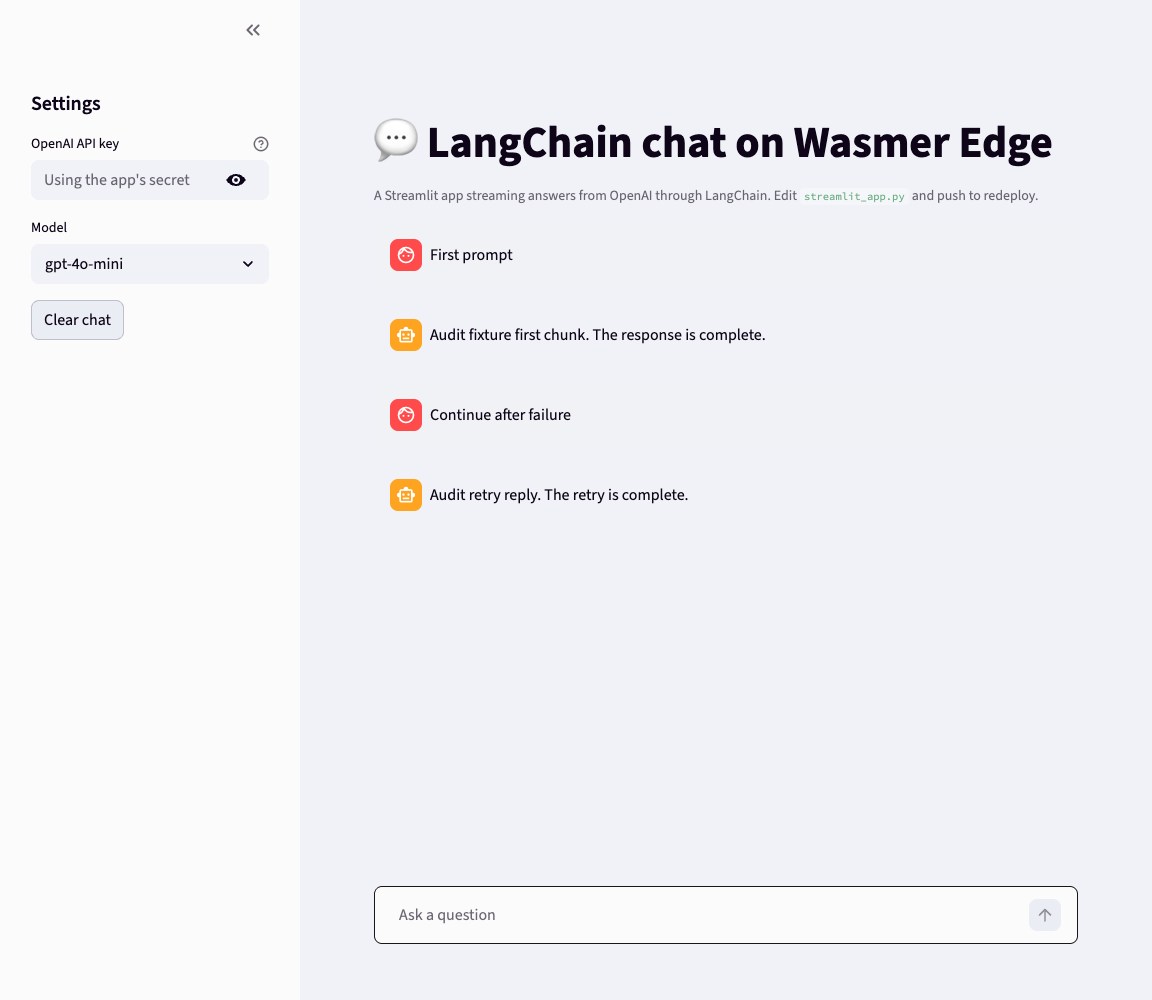 Settings
OpenAI API key
Using the app's secret
Model
gpt-4o-mini
Clear chat
LangChain chat on Wasmer Edge
A Streamlit app streaming answers from OpenAI through LangChain. Edit streamlit_app.py and push to redeploy.
First prompt
Audit fixture first chunk. The response is complete.
Continue after failure
Audit retry reply. The retry is complete.
Ask a question